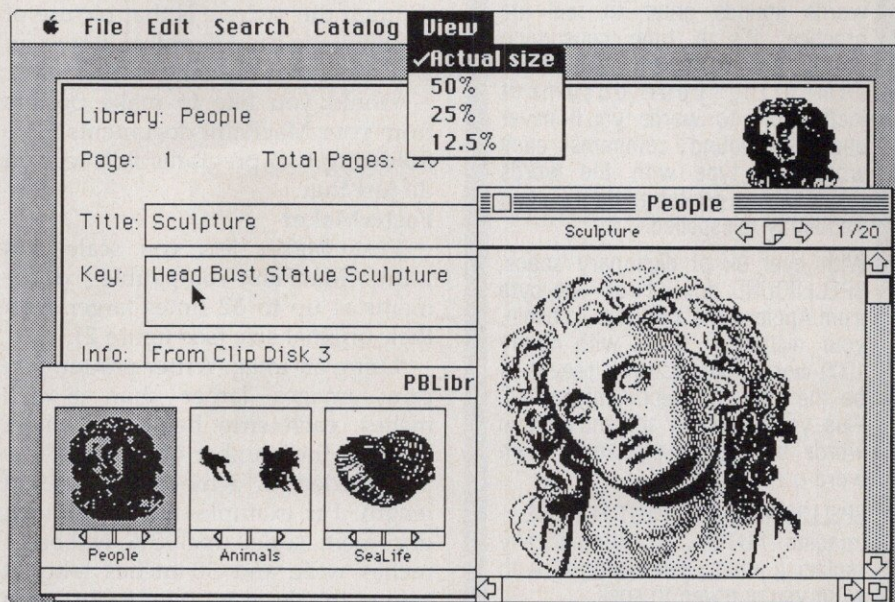 File Edit Search Catalog View
✓Actual size
50%
25%
12.5%
Library: People
Page: Total Pages: 20
Title: Sculpture
Key: Head Bust Statue Sculpture
Info: From Clip Disk 3
People
Sculpture 1/20
PBLibr
People Animals SeaLife